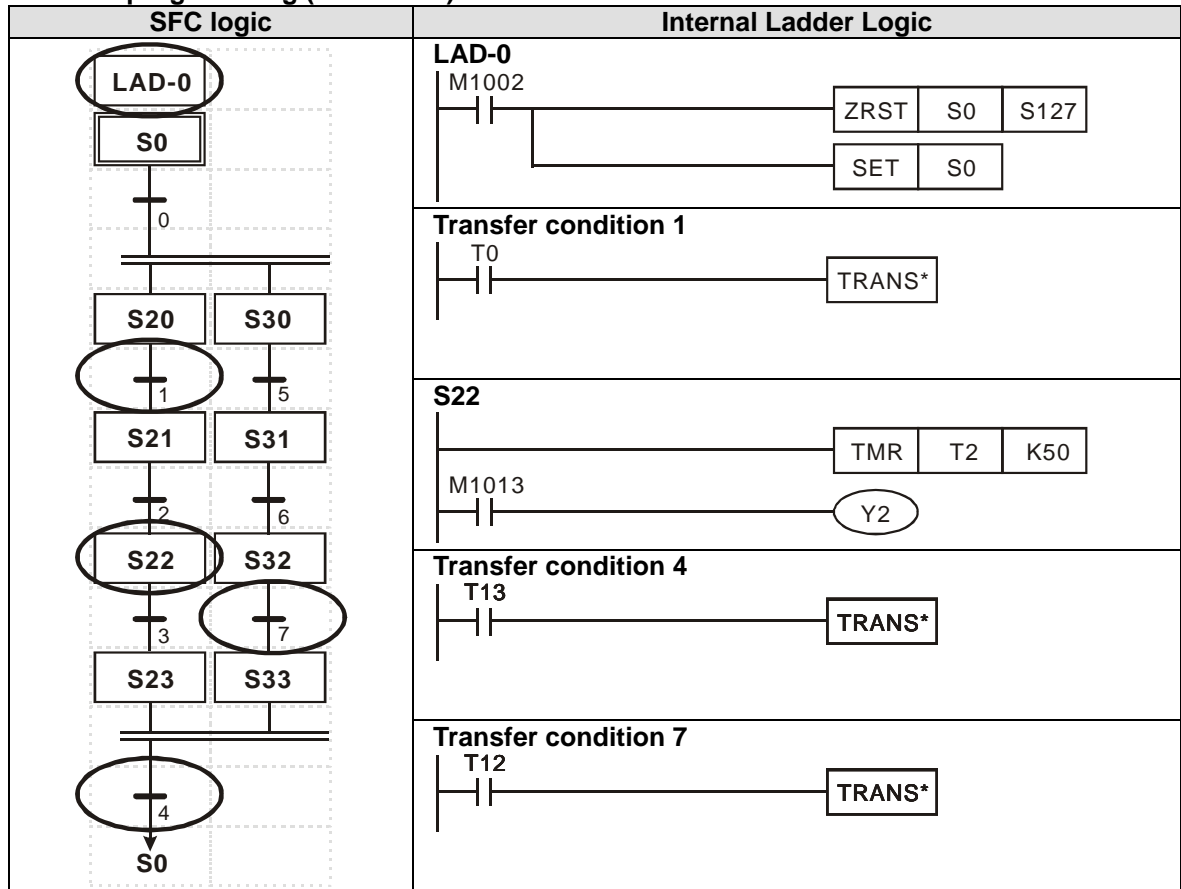 SFC logic
Internal Ladder Logic
LAD-0
S0
0
S20 S30
1 5
S21 S31
2 6
S22 S32
3 7
S23 S33
4
S0
LAD-0
M1002
ZRST S0 S127
SET S0
Transfer condition 1
T0
TRANS*
S22
TMR T2 K50
M1013
Y2
Transfer condition 4
T13
TRANS*
Transfer condition 7
T12
TRANS*